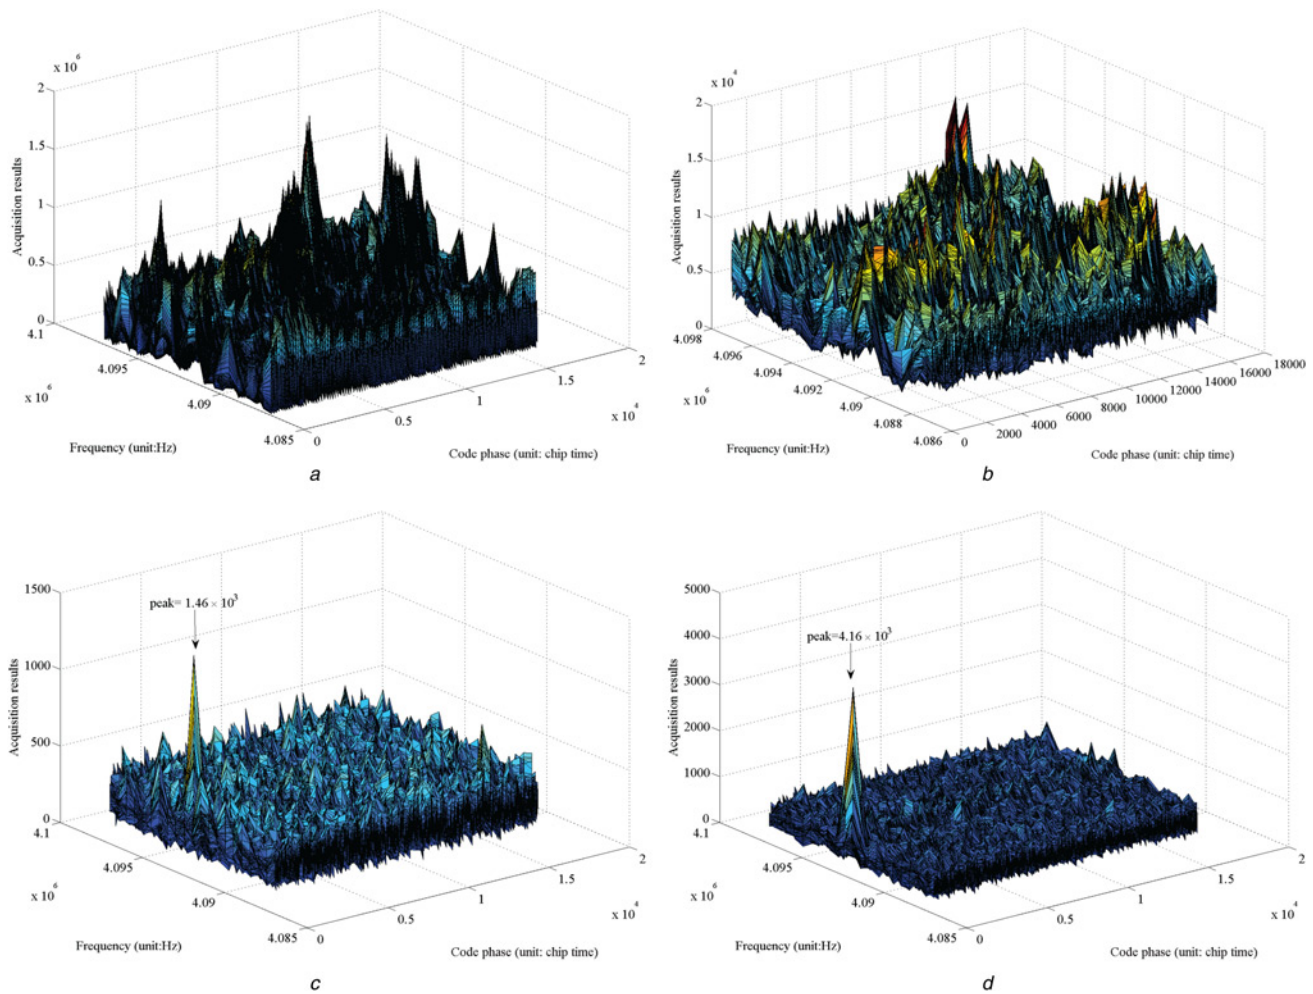 x 10 6
2
1.5
1
0.5
0
Acquisition results
4.1
4.095
4.09
4.085
x 10 6
Frequency (unit:Hz)
0
0.5
1
1.5
2
x 10 4
Code phase (unit: chip time)
a
x 10 4
2
1.5
1
0.5
0
Acquisition results
4.098
4.096
4.094
4.092
4.09
4.088
4.086
x 10 6
Frequency (unit:Hz)
0
2000
4000
6000
8000
10000
12000
14000
16000
18000
Code phase (unit: chip time)
b
1500
1000
500
0
Acquisition results
peak= 1.46 × 10³
4.1
4.095
4.09
4.085
x 10 6
Frequency (unit:Hz)
0
0.5
1
1.5
2
x 10 4
Code phase (unit: chip time)
c
5000
4000
3000
2000
1000
0
Acquisition results
peak=4.16 × 10³
4.1
4.095
4.09
4.085
x 10 6
Frequency (unit:Hz)
0
0.5
1
1.5
2
x 10 4
Code phase (unit: chip time)
d